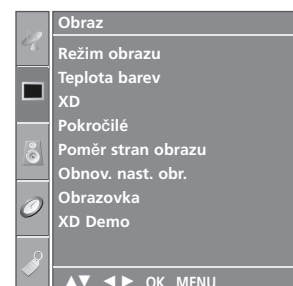 Obraz
Režim obrazu
Teplota barev
XD
Pokročilé
Poměr stran obrazu
Obnov. nast. obr.
Obrazovka
XD Demo
▲▼ ◄► OK MENU